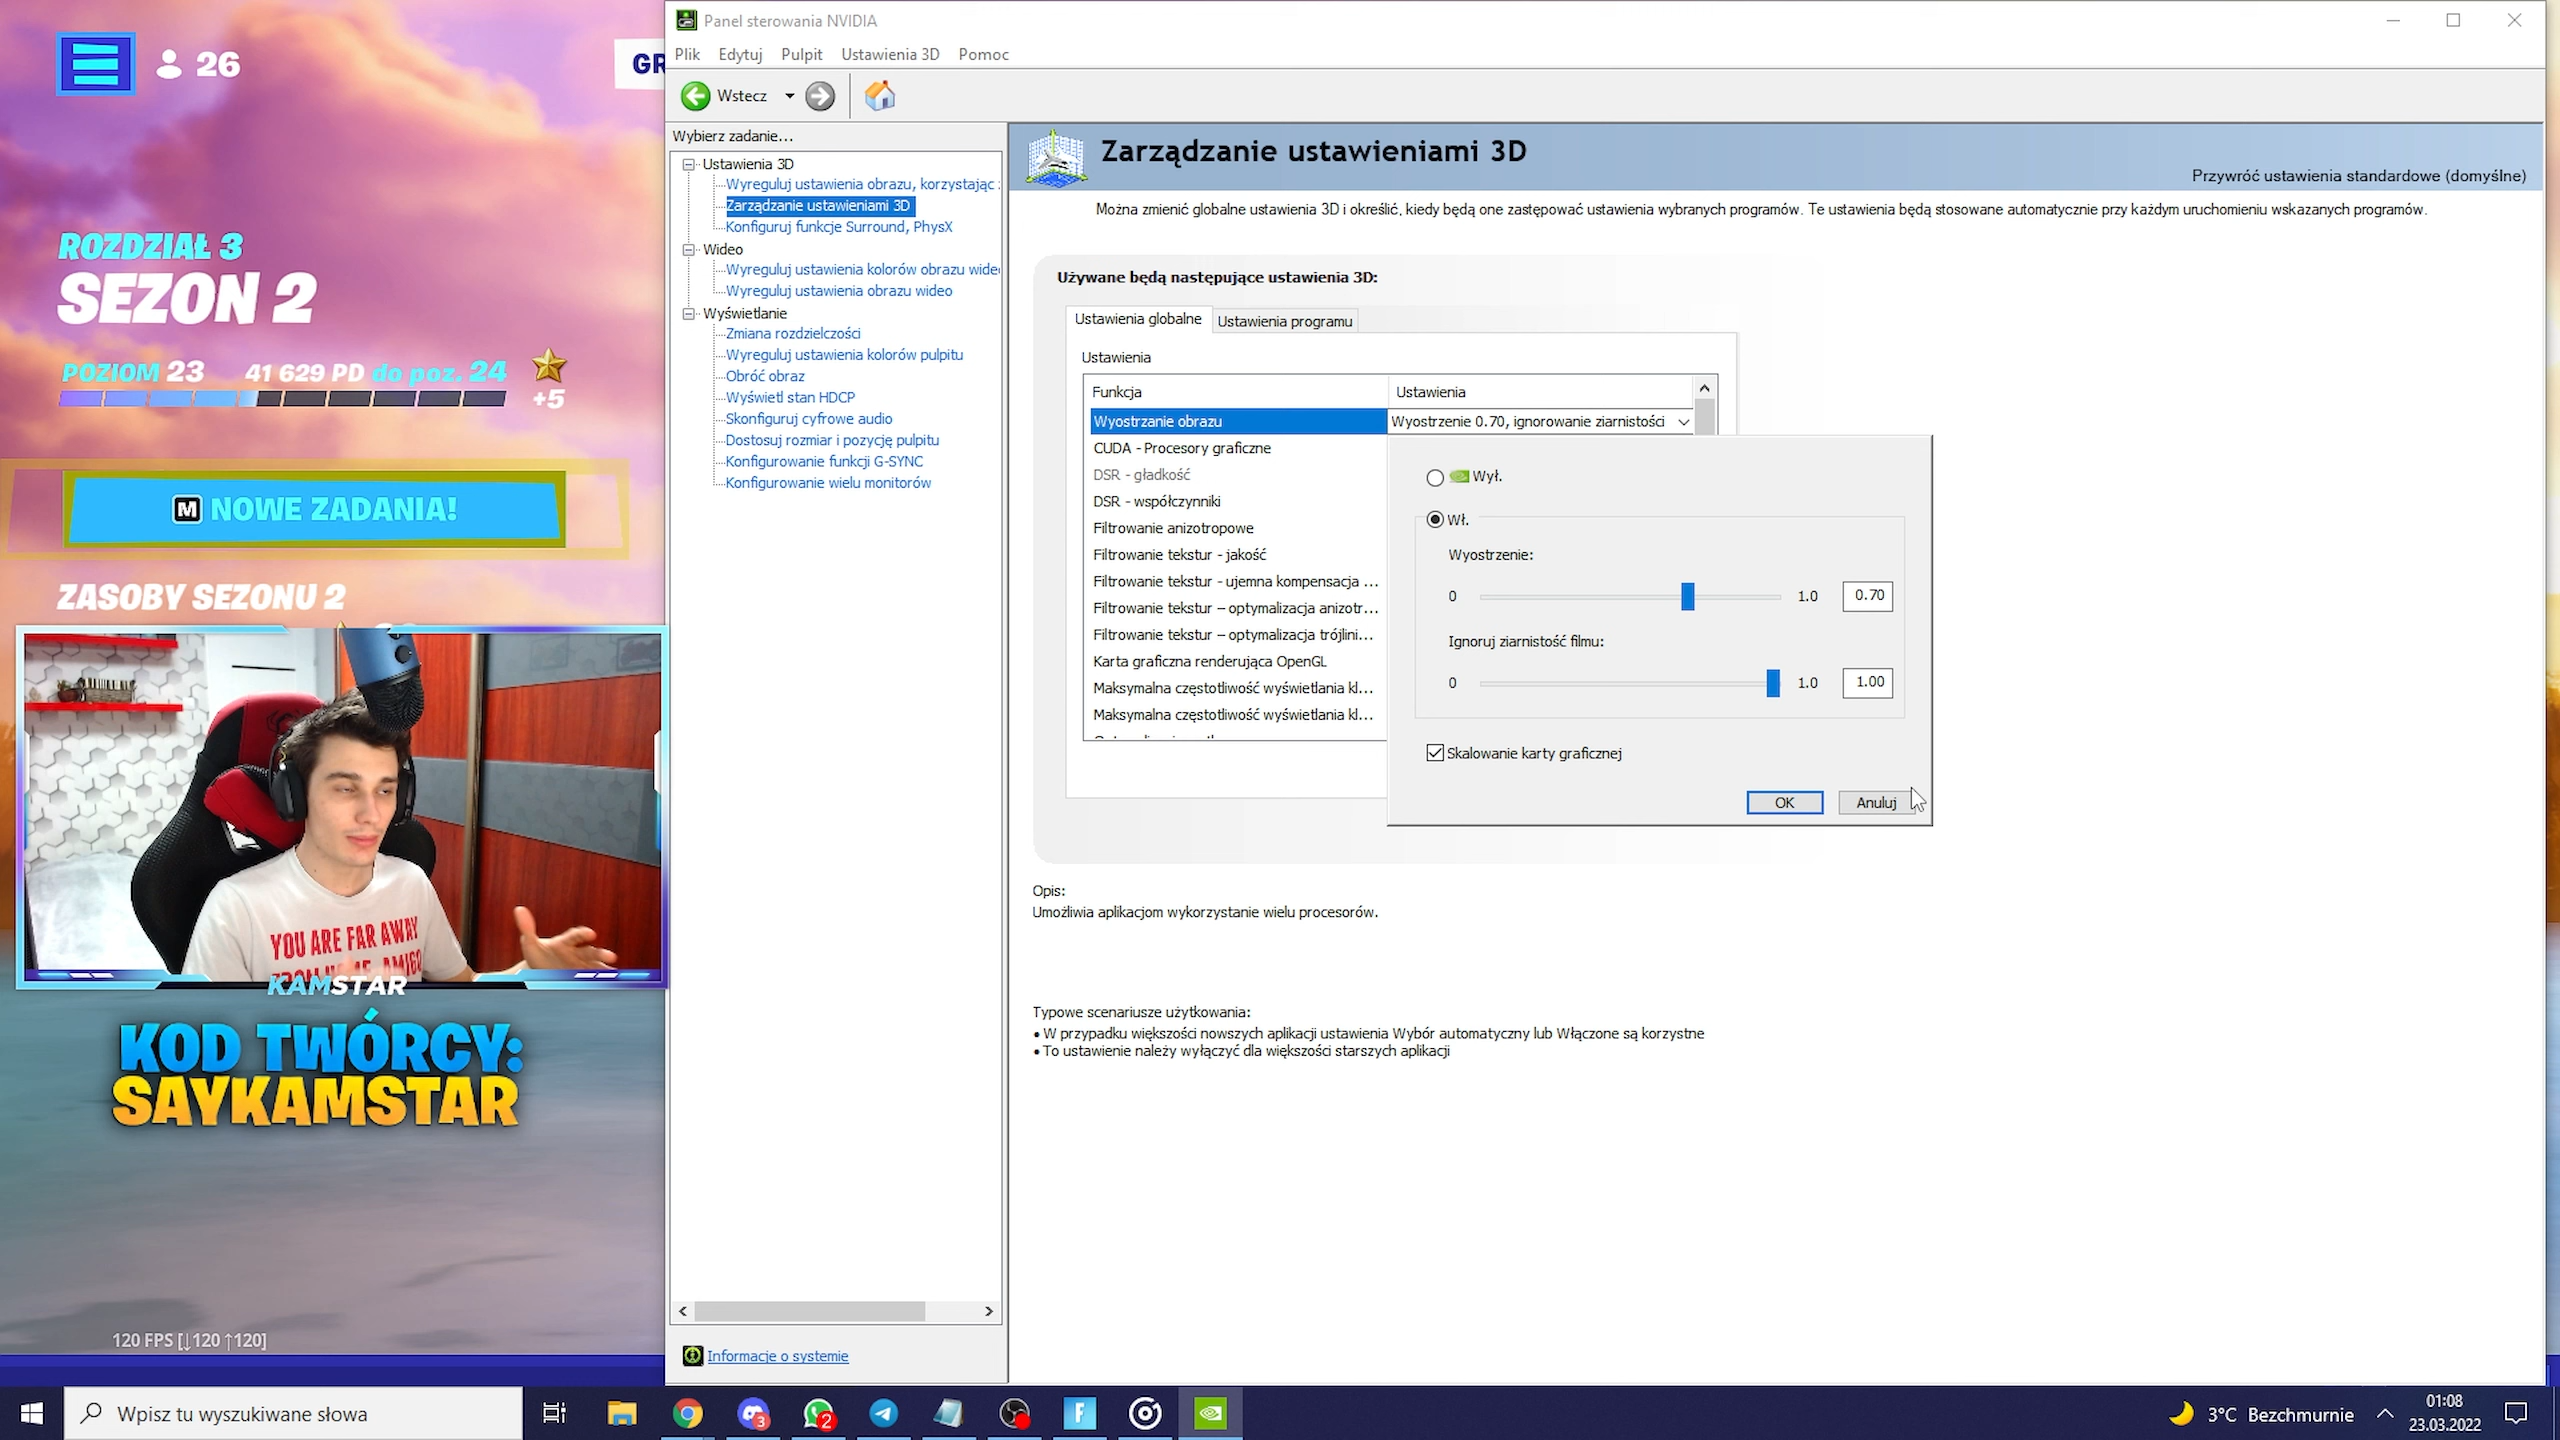 26
GR
ROZDZIAŁ 3
SEZON 2
POZIOM 23 41 629 PD do poz. 24
+5
M NOWE ZADANIA!
ZASOBY SEZONU 2
YOU ARE FAR AWAY
KAMSTAR
KOD TWÓRCY:
SAYKAMSTAR
120 FPS [↓120 ↑120]
Panel sterowania NVIDIA
Plik Edytuj Pulpit Ustawienia 3D Pomoc
Wstecz
Wybierz zadanie...
Ustawienia 3D
Wyreguluj ustawienia obrazu, korzystając
Zarządzanie ustawieniami 3D
Konfiguruj funkcje Surround, PhysX
Wideo
Wyreguluj ustawienia kolorów obrazu wide
Wyreguluj ustawienia obrazu wideo
Wyświetlanie
Zmiana rozdzielczości
Wyreguluj ustawienia kolorów pulpitu
Obróć obraz
Wyświetl stan HDCP
Skonfiguruj cyfrowe audio
Dostosuj rozmiar i pozycję pulpitu
Konfigurowanie funkcji G-SYNC
Konfigurowanie wielu monitorów
Informacje o systemie
Zarządzanie ustawieniami 3D
Przywróć ustawienia standardowe (domyślne)
Można zmienić globalne ustawienia 3D i określić, kiedy będą one zastępować ustawienia wybranych programów. Te ustawienia będą stosowane automatycznie przy każdym uruchomieniu wskazanych programów.
Używane będą następujące ustawienia 3D:
Ustawienia globalne Ustawienia programu
Ustawienia
Funkcja Ustawienia
Wyostrzanie obrazu Wyostrzenie 0.70, ignorowanie ziarnistości
CUDA - Procesory graficzne
DSR - gładkość
DSR - współczynniki
Filtrowanie anizotropowe
Filtrowanie tekstur - jakość
Filtrowanie tekstur - ujemna kompensacja ...
Filtrowanie tekstur – optymalizacja anizotr...
Filtrowanie tekstur – optymalizacja trójlini...
Karta graficzna renderująca OpenGL
Maksymalna częstotliwość wyświetlania kl...
Maksymalna częstotliwość wyświetlania kl...
Wył.
Wł.
Wyostrzenie:
0 1.0 0.70
Ignoruj ziarnistość filmu:
0 1.0 1.00
Skalowanie karty graficznej
OK Anuluj
Opis:
Umożliwia aplikacjom wykorzystanie wielu procesorów.
Typowe scenariusze użytkowania:
• W przypadku większości nowszych aplikacji ustawienia Wybór automatyczny lub Włączone są korzystne
• To ustawienie należy wyłączyć dla większości starszych aplikacji
Wpisz tu wyszukiwane słowa
3
2
F
3°C Bezchmurnie
01:08
23.03.2022